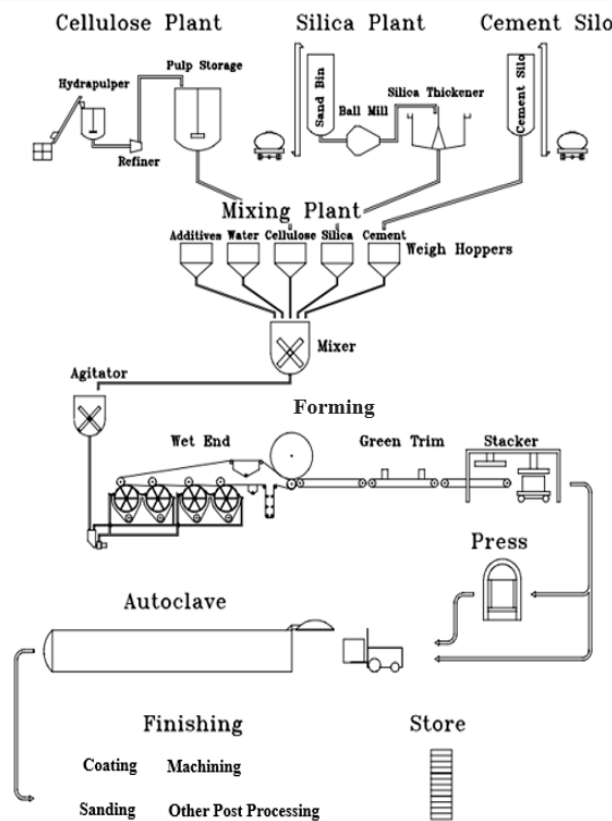 Cellulose Plant
Silica Plant
Cement Silo
Hydrapulper
Pulp Storage
Refiner
Sand Bin
Ball Mill
Silica Thickener
Cement Silo
Mixing Plant
Additives Water Cellulose Silica Cement
Weigh Hoppers
Mixer
Agitator
Forming
Wet End
Green Trim
Stacker
Press
Autoclave
Finishing
Store
Coating Machining
Sanding Other Post Processing